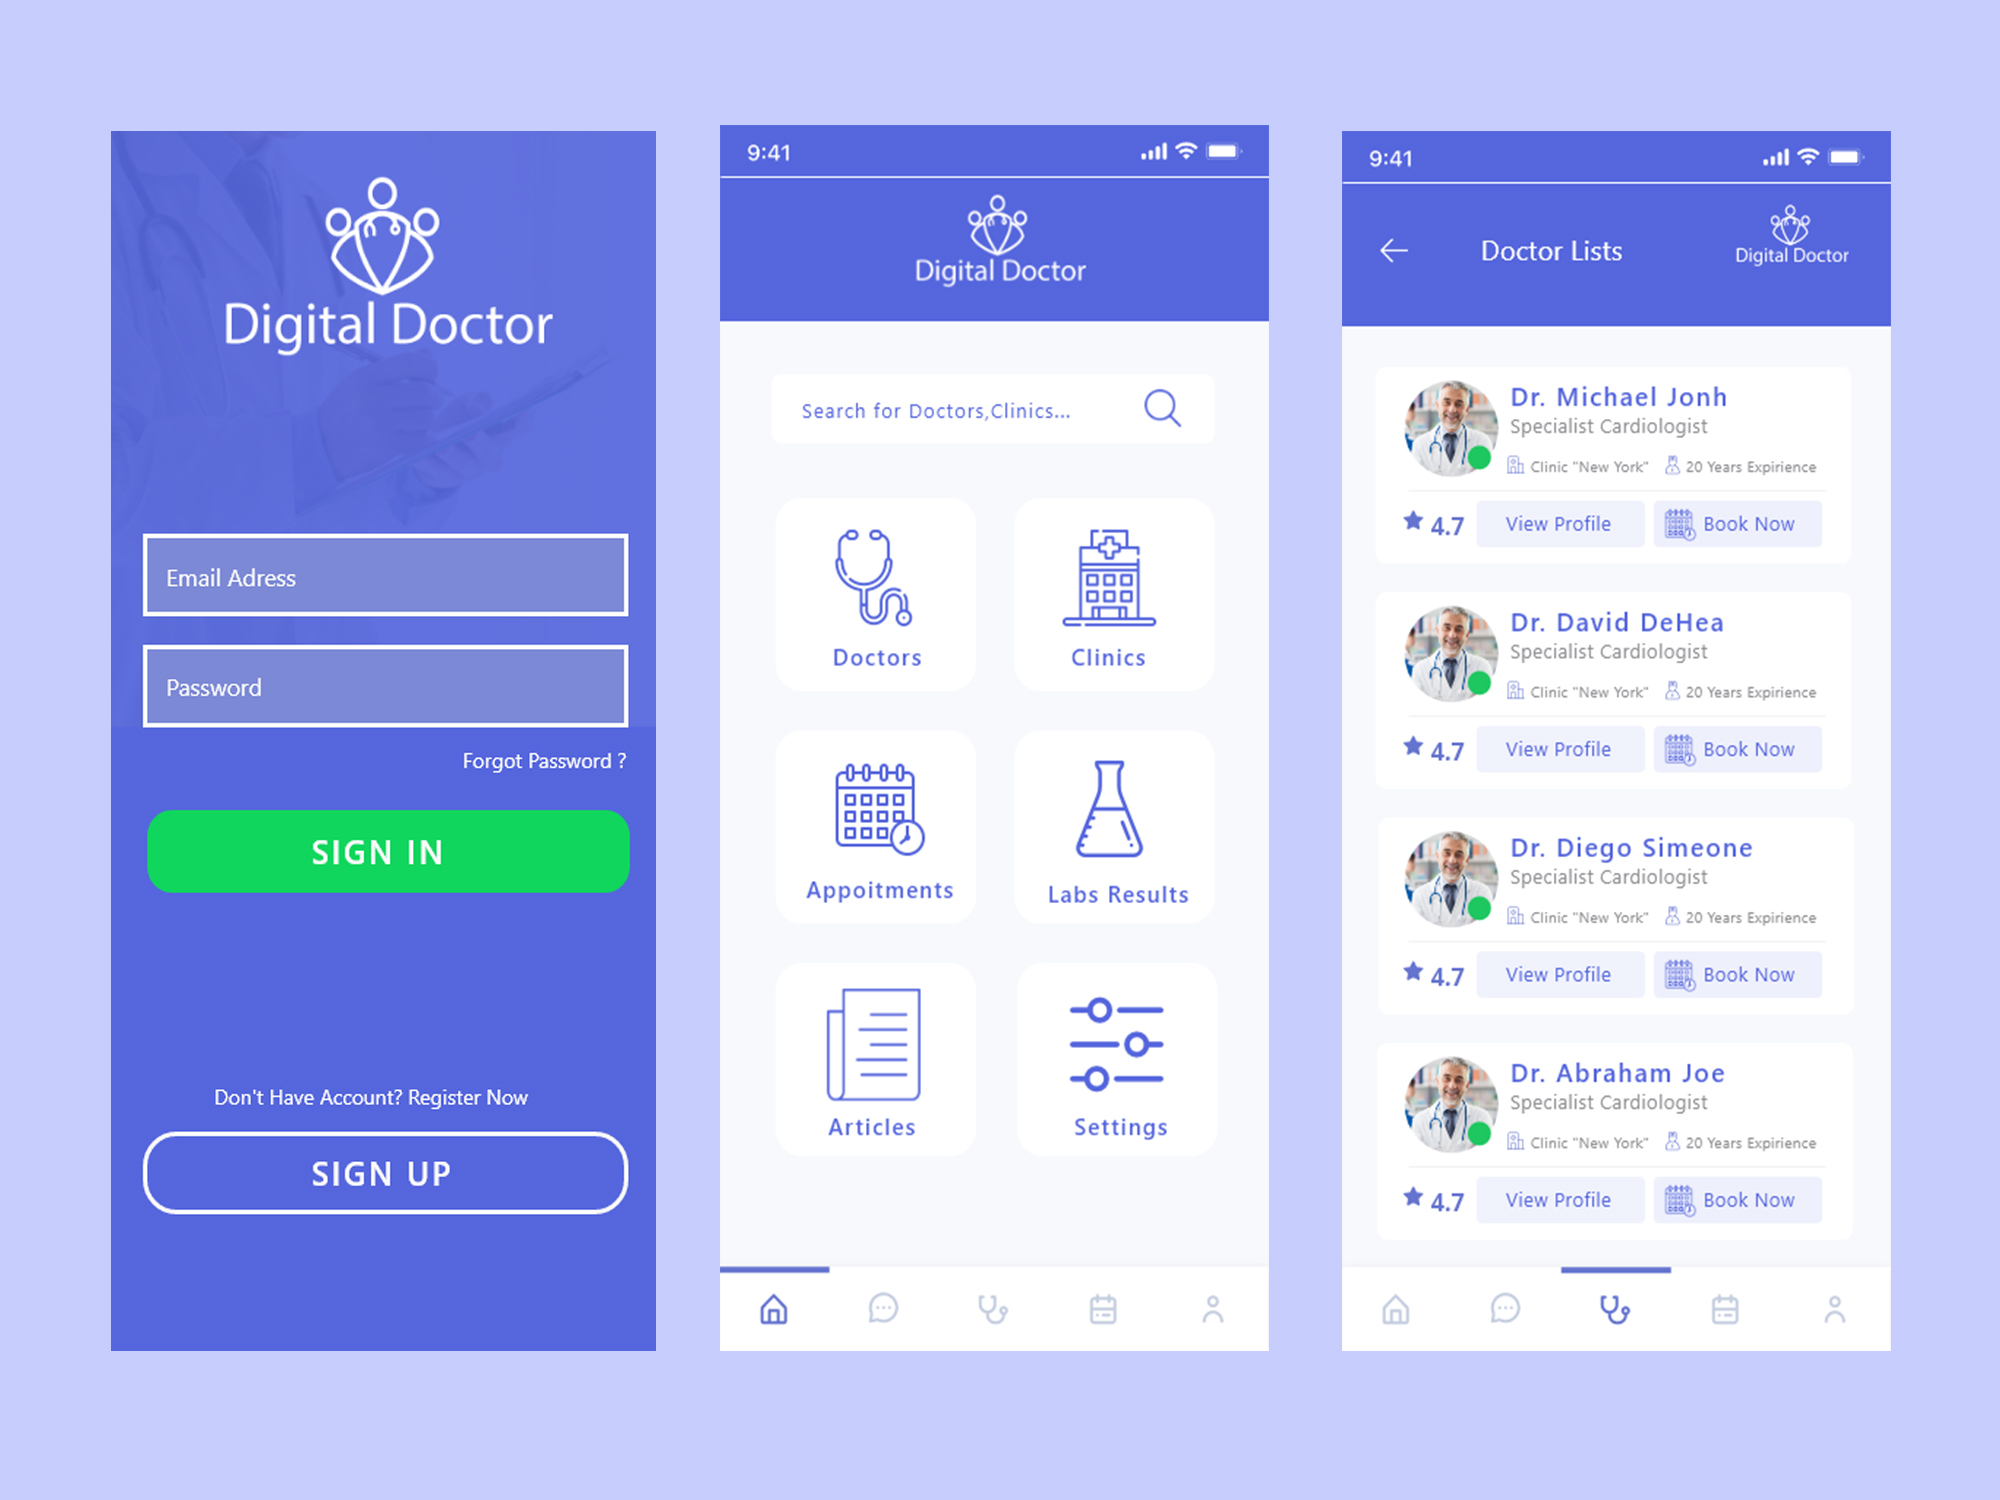 Digital Doctor
Email Adress
Password
Forgot Password ?
SIGN IN
Don't Have Account? Register Now
SIGN UP
9:41
Digital Doctor
Search for Doctors,Clinics...
Doctors
Clinics
Appoitments
Labs Results
Articles
Settings
9:41
Doctor Lists
Digital Doctor
Dr. Michael Jonh
Specialist Cardiologist
Clinic "New York"
20 Years Expirience
4.7
View Profile
Book Now
Dr. David DeHea
Specialist Cardiologist
Clinic "New York"
20 Years Expirience
4.7
View Profile
Book Now
Dr. Diego Simeone
Specialist Cardiologist
Clinic "New York"
20 Years Expirience
4.7
View Profile
Book Now
Dr. Abraham Joe
Specialist Cardiologist
Clinic "New York"
20 Years Expirience
4.7
View Profile
Book Now